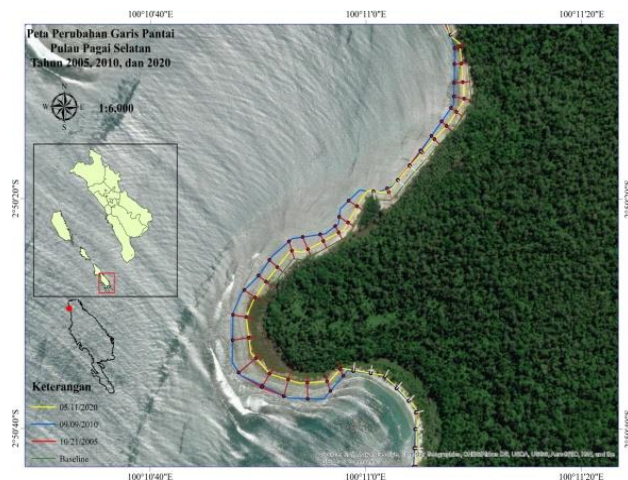 100°10'40"E 100°11'0"E 100°11'20"E
Peta Perubahan Garis Pantai
Pulau Pagai Selatan
Tahun 2005, 2010, dan 2020
N
W E
S
1:6.000
2°50'20"S
2°50'40"S
Keterangan
05/11/2020
09/09/2010
10/21/2005
Baseline
100°10'40"E 100°11'0"E 100°11'20"E